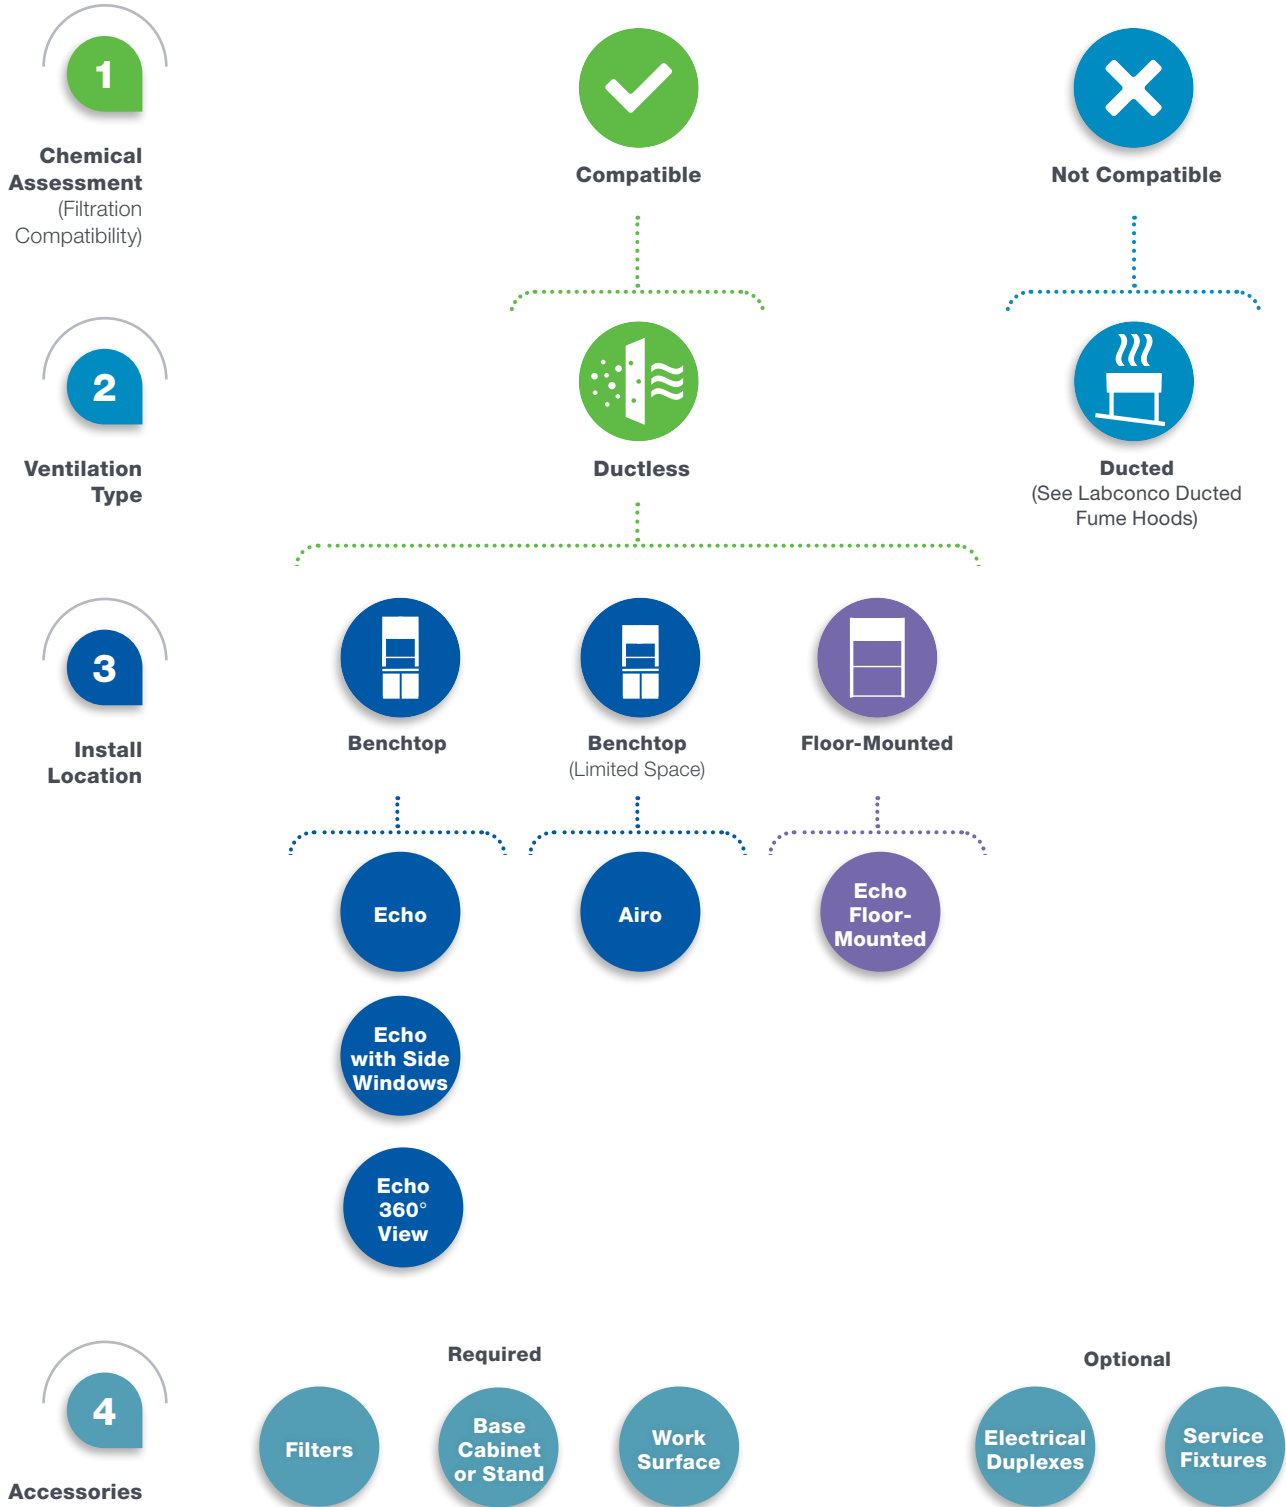 1
Chemical
Assessment
(Filtration
Compatibility)
Compatible
Not Compatible
2
Ventilation
Type
Ductless
Ducted
(See Labconco Ducted
Fume Hoods)
3
Install
Location
Benchtop
Benchtop
(Limited Space)
Floor-Mounted
Echo
Airo
Echo
Floor-
Mounted
Echo
with Side
Windows
Echo
360°
View
4
Accessories
Required
Filters
Base
Cabinet
or Stand
Work
Surface
Optional
Electrical
Duplexes
Service
Fixtures